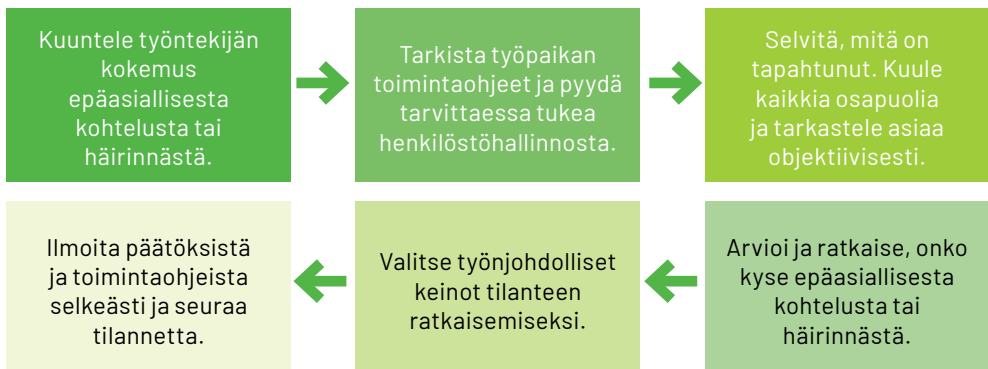 Kuuntele työntekijän
kokemus
epäasiallisesta
kohtelusta tai
häirinnästä.
Tarkista työpaikan
toimintaohjeet ja pyydä
tarvittaessa tukea
henkilöstöhallinnosta.
Selvitä, mitä on
tapahtunut. Kuule
kaikkia osapuolia
ja tarkastele asiaa
objektiivisesti.
Arvioi ja ratkaise, onko
kyse epäasiallisesta
kohtelusta tai
häirinnästä.
Valitse työnjohdolliset
keinot tilanteen
ratkaisemiseksi.
Ilmoita päätöksistä
ja toimintaohjeista
selkeästi ja seuraa
tilannetta.